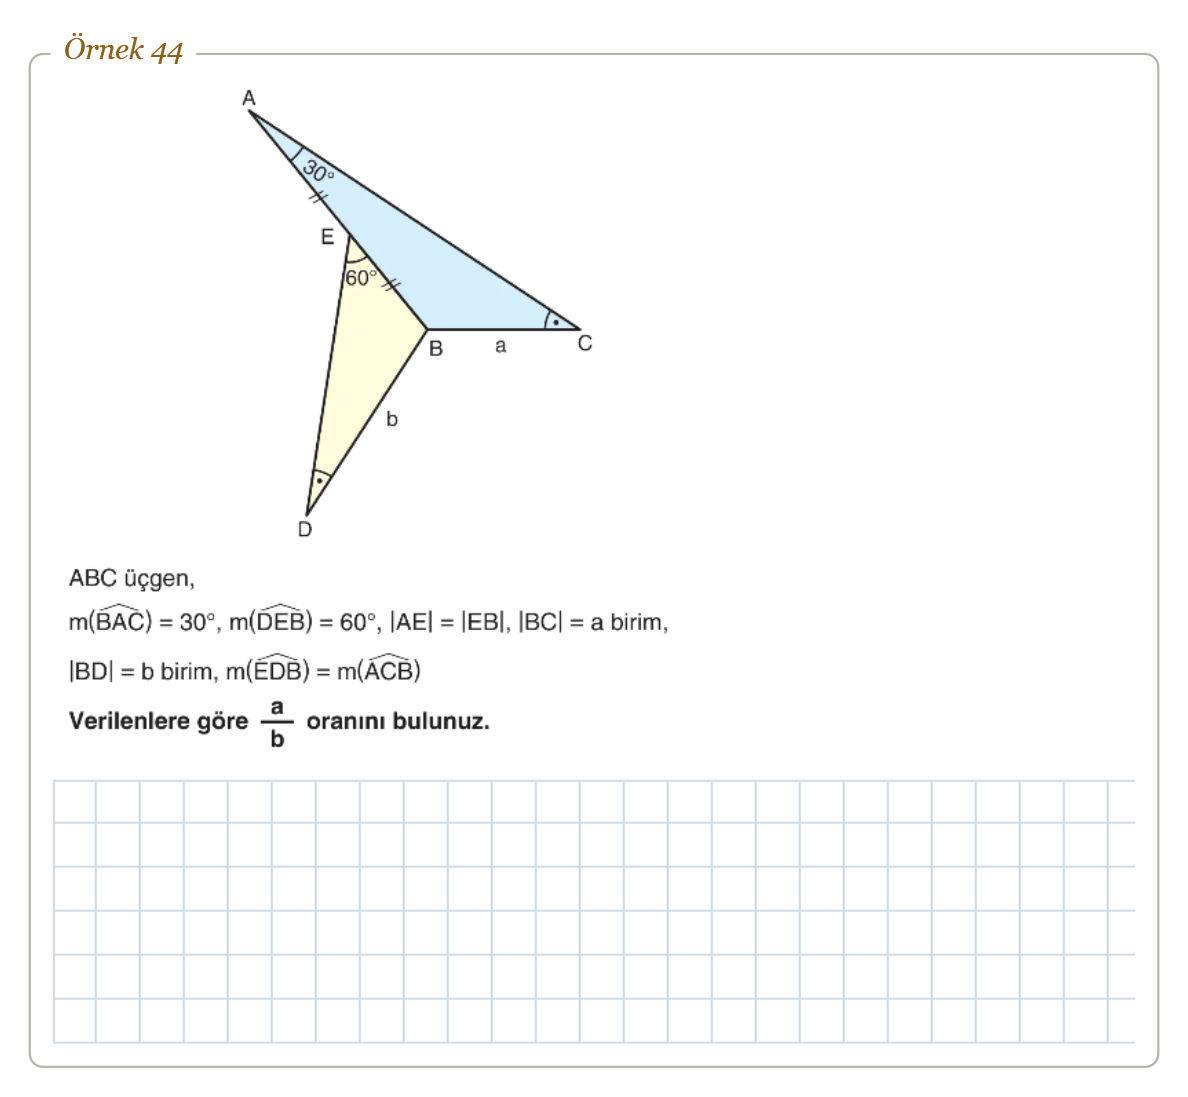 Örnek 44
A
30°
E
60°
B
a
C
b
D
ABC üçgen,
m(BAC) = 30°, m(DEB) = 60°, |AE| = |EB|, |BC| = a birim,
|BD| = b birim, m(EDB) = m(ACB)
Verilenlere göre a/b oranını bulunuz.